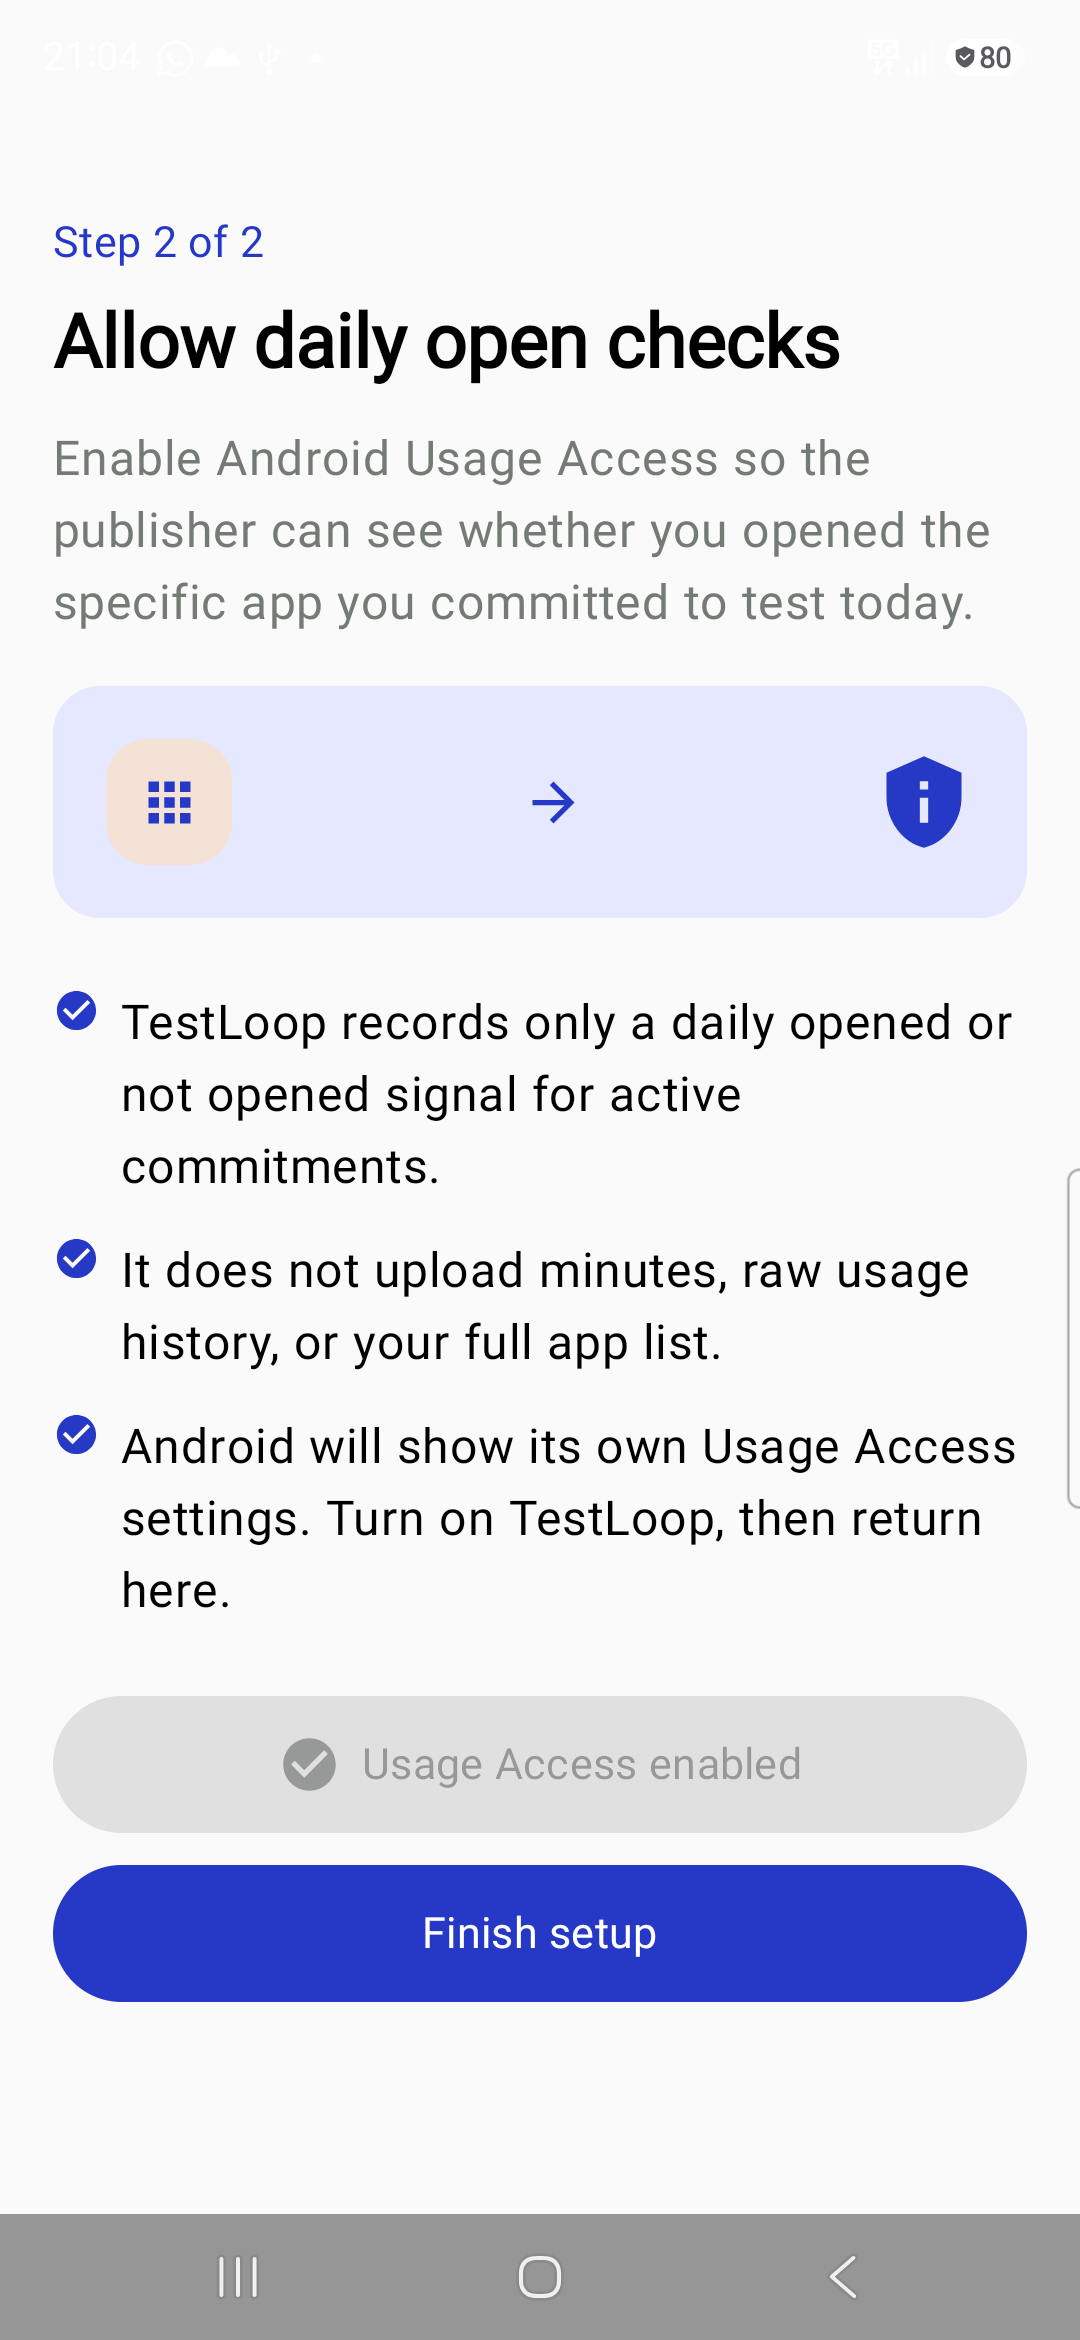 21:04
80
Step 2 of 2
Allow daily open checks
Enable Android Usage Access so the
publisher can see whether you opened the
specific app you committed to test today.
TestLoop records only a daily opened or
not opened signal for active
commitments.
It does not upload minutes, raw usage
history, or your full app list.
Android will show its own Usage Access
settings. Turn on TestLoop, then return
here.
Usage Access enabled
Finish setup